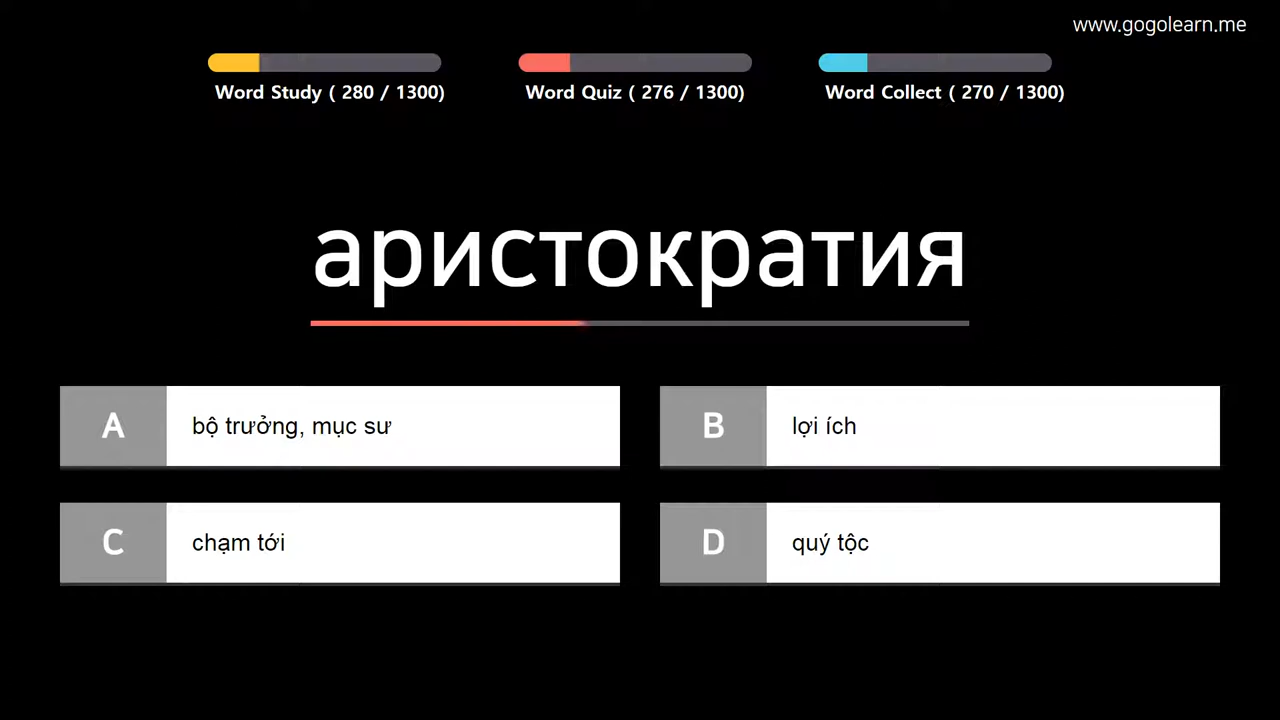 www.gogolearn.me
Word Study ( 280 / 1300)
Word Quiz ( 276 / 1300)
Word Collect ( 270 / 1300)
аристократия
A
bộ trưởng, mục sư
B
lợi ích
C
chạm tới
D
quý tộc